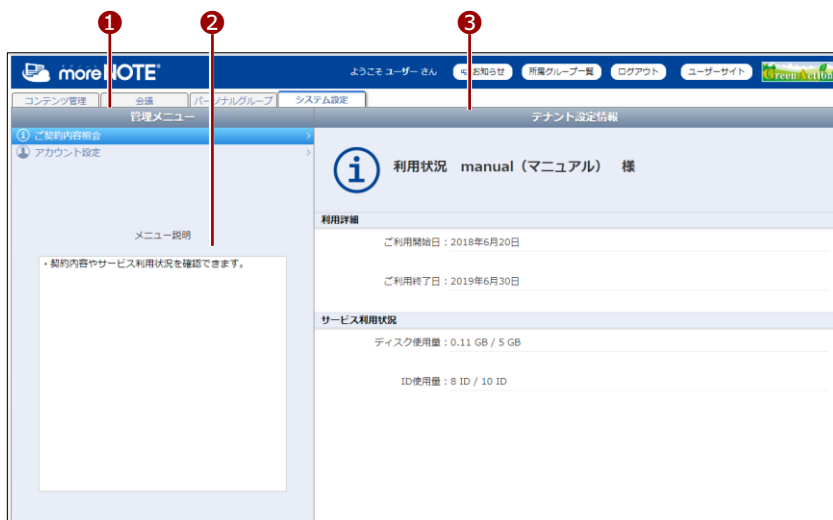 1 2 3
more NOTE
ようこそ ユーザー さん お知らせ 所属グループ一覧 ログアウト ユーザーサイト Green Action
コンテンツ管理 会議 パーソナルグループ システム設定
管理メニュー テナント設定情報
ご契約内容照会
アカウント設定
利用状況 manual（マニュアル） 様
利用詳細
メニュー説明
ご利用開始日：2018年6月20日
・契約内容やサービス利用状況を確認できます。
ご利用終了日：2019年6月30日
サービス利用状況
ディスク使用量：0.11 GB / 5 GB
ID使用量：8 ID / 10 ID